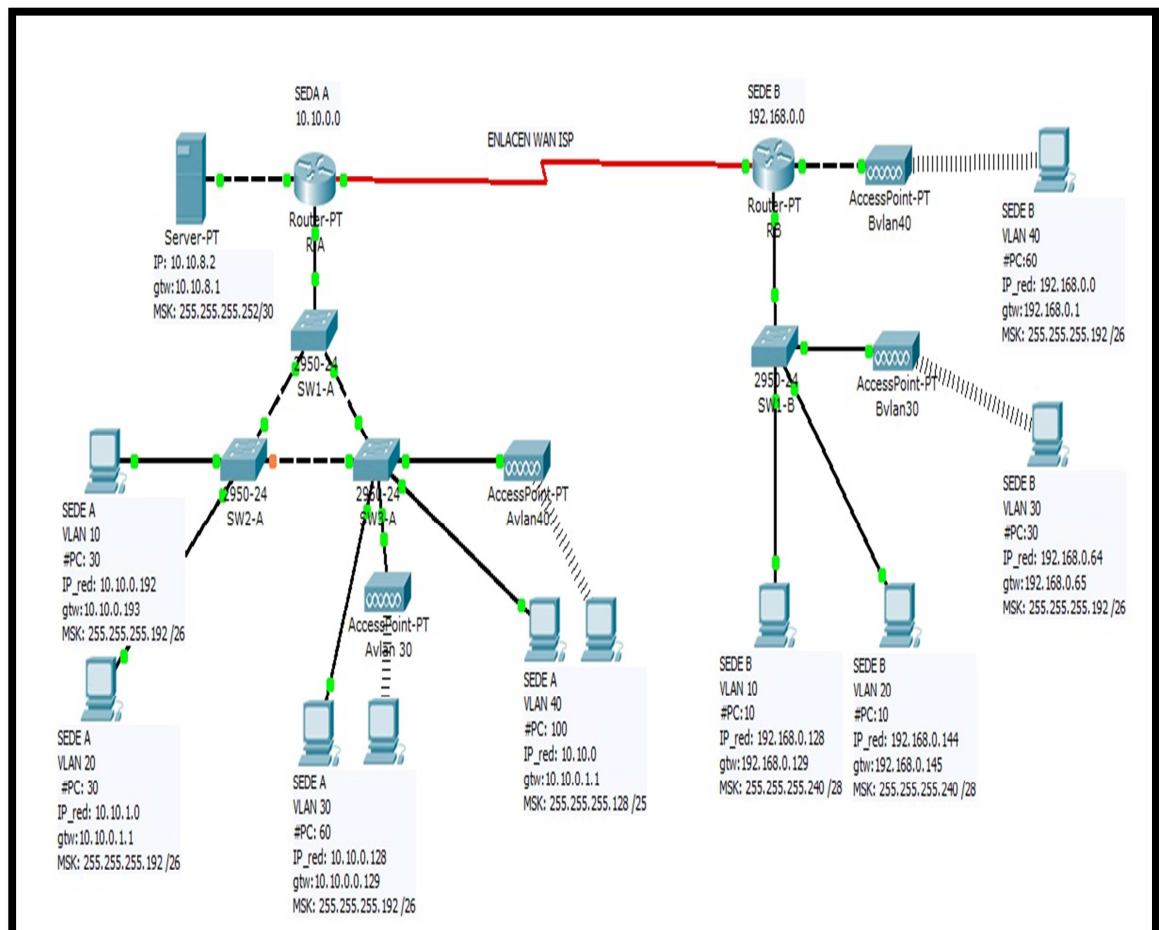 SEDA A
10.10.0.0
ENLACEN WAN ISP
SEDE B
192.168.0.0
Server-PT
IP: 10.10.8.2
gtw:10.10.8.1
MSK: 255.255.255.252/30
Router-PT
R.A
Router-PT
RB
AccessPoint-PT
Bvlan40
SEDE B
VLAN 40
#PC:60
IP_red: 192.168.0.0
gtw:192.168.0.1
MSK: 255.255.255.192 /26
2950-24
SW1-A
2950-24
SW1-B
AccessPoint-PT
Bvlan30
SEDE B
VLAN 30
#PC:30
IP_red: 192.168.0.64
gtw:192.168.0.65
MSK: 255.255.255.192 /26
2950-24
SW2-A
2950-24
SW3-A
AccessPoint-PT
Avlan40
SEDE A
VLAN 10
#PC: 30
IP_red: 10.10.0.192
gtw:10.10.0.193
MSK: 255.255.255.192 /26
AccessPoint-PT
Avlan 30
SEDE A
VLAN 20
#PC: 30
IP_red: 10.10.1.0
gtw:10.10.0.1.1
MSK: 255.255.255.192 /26
SEDE A
VLAN 30
#PC: 60
IP_red: 10.10.0.128
gtw:10.10.0.0.129
MSK: 255.255.255.192 /26
SEDE A
VLAN 40
#PC: 100
IP_red: 10.10.0
gtw:10.10.0.1.1
MSK: 255.255.255.128 /25
SEDE B
VLAN 10
#PC:10
IP_red: 192.168.0.128
gtw:192.168.0.129
MSK: 255.255.255.240 /28
SEDE B
VLAN 20
#PC:10
IP_red: 192.168.0.144
gtw:192.168.0.145
MSK: 255.255.255.240 /28